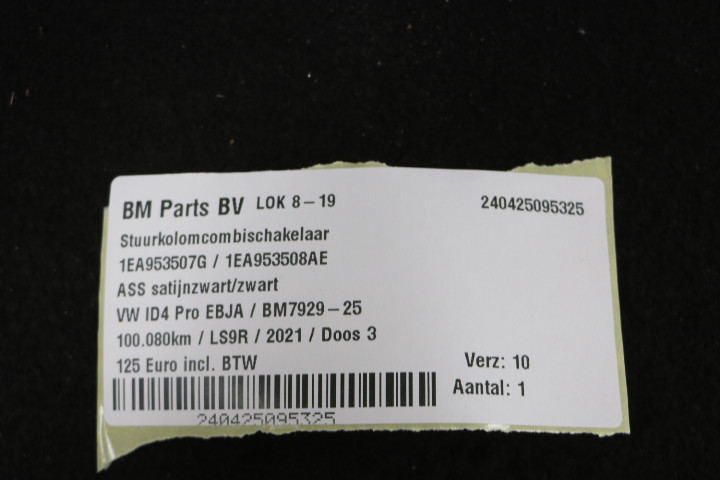 BM Parts BV LOK 8-19 240425095325
Stuurkolomcombischakelaar
1EA953507G / 1EA953508AE
ASS satijnzwart/zwart
VW ID4 Pro EBJA / BM7929-25
100.080km / LS9R / 2021 / Doos 3
125 Euro incl. BTW Verz: 10
Aantal: 1
240425095325